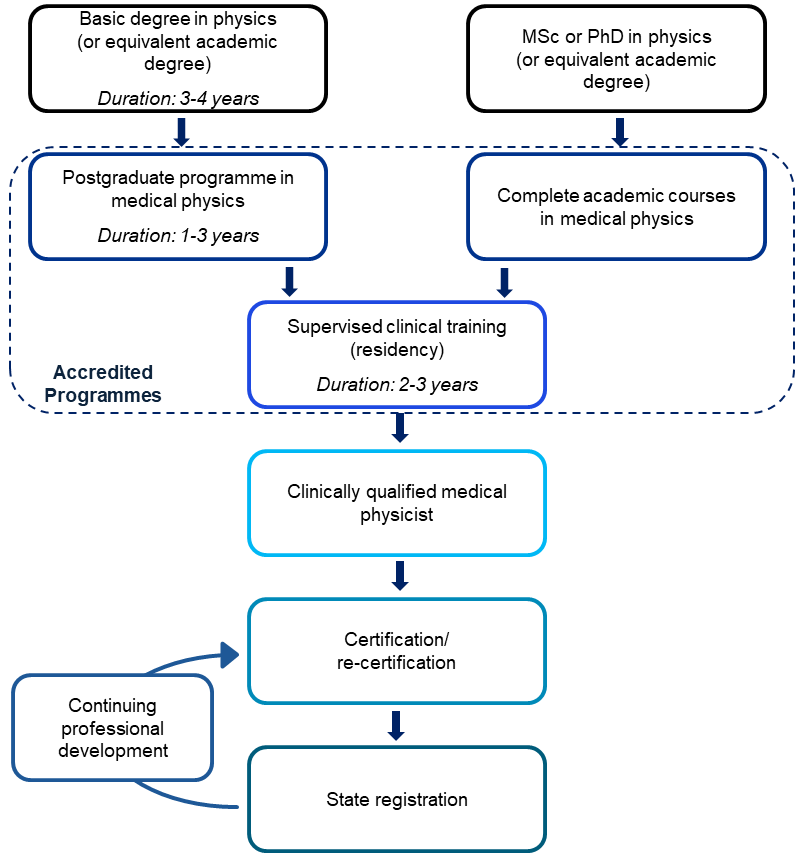 Basic degree in physics
(or equivalent academic
degree)
Duration: 3-4 years
MSc or PhD in physics
(or equivalent academic
degree)
Postgraduate programme in
medical physics
Duration: 1-3 years
Complete academic courses
in medical physics
Supervised clinical training
(residency)
Duration: 2-3 years
Accredited
Programmes
Clinically qualified medical
physicist
Certification/
re-certification
Continuing
professional
development
State registration